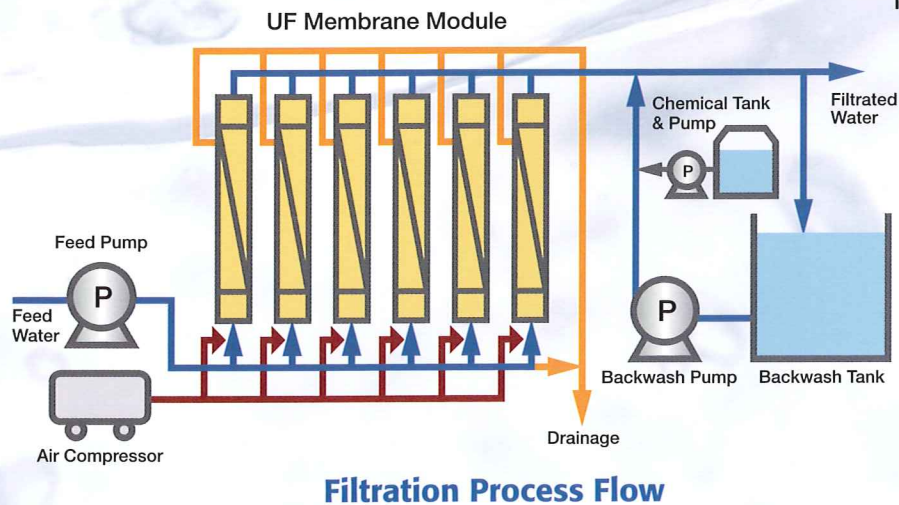 UF Membrane Module
Chemical Tank
& Pump
Filtrated
Water
P
Feed Pump
P
Feed
Water
P
Backwash Pump
Backwash Tank
Air Compressor
Drainage
Filtration Process Flow